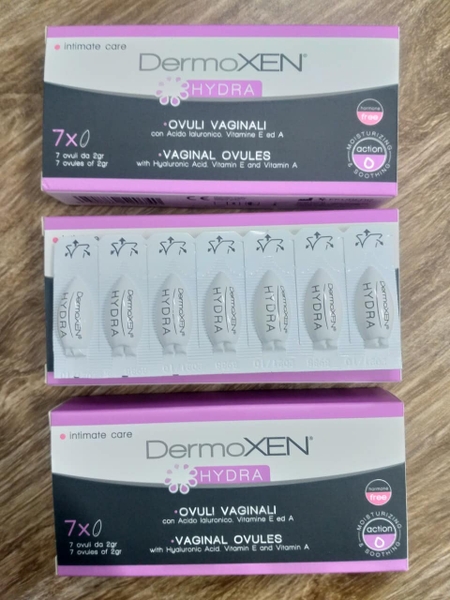 intimate care
DermoXEN®
HYDRA
•OVULI VAGINALI
con Acido Ialuronico, Vitamine E ed A
•VAGINAL OVULES
with Hyaluronic Acid, Vitamin E and Vitamin A
7x0
7 ovuli da 2gr
7 ovules of 2gr
hormone
free
MOISTURIZING
action
& SOOTHING
DermoXEN®
HYDRA
DermoXEN®
HYDRA
DermoXEN®
HYDRA
DermoXEN®
HYDRA
DermoXEN®
HYDRA
DermoXEN®
HYDRA
DermoXEN®
HYDRA
intimate care
DermoXEN®
HYDRA
•OVULI VAGINALI
con Acido Ialuronico, Vitamine E ed A
•VAGINAL OVULES
with Hyaluronic Acid, Vitamin E and Vitamin A
7x0
7 ovuli da 2gr
7 ovules of 2gr
hormone
free
MOISTURIZING
action
& SOOTHING